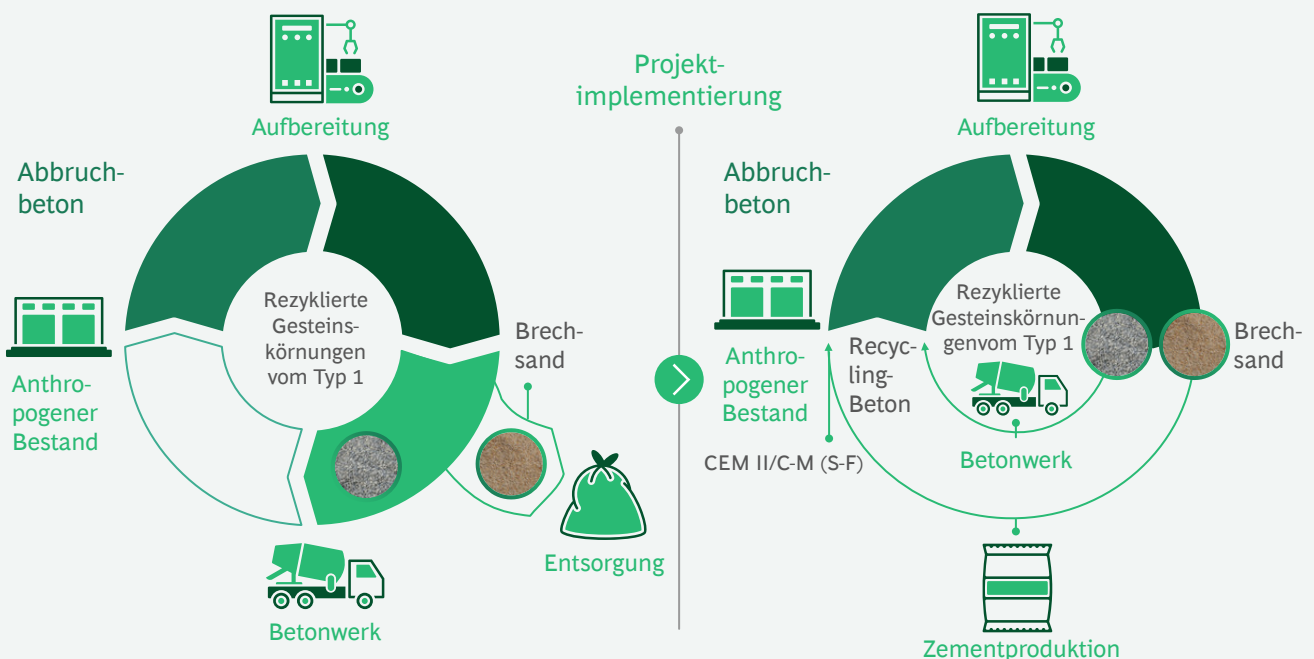 Aufbereitung
Abbruch-
beton
Rezyklierte
Gesteins-
körnungen
vom Typ 1
Brech-
sand
Anthro-
pogener
Bestand
Entsorgung
Betonwerk
Projekt-
implementierung
Aufbereitung
Abbruch-
beton
Rezyklierte
Gesteinskörnun-
genvom Typ 1
Brech-
sand
Anthro-
pogener
Bestand
Recyc-
ling-
Beton
CEM II/C-M (S-F)
Betonwerk
Zementproduktion